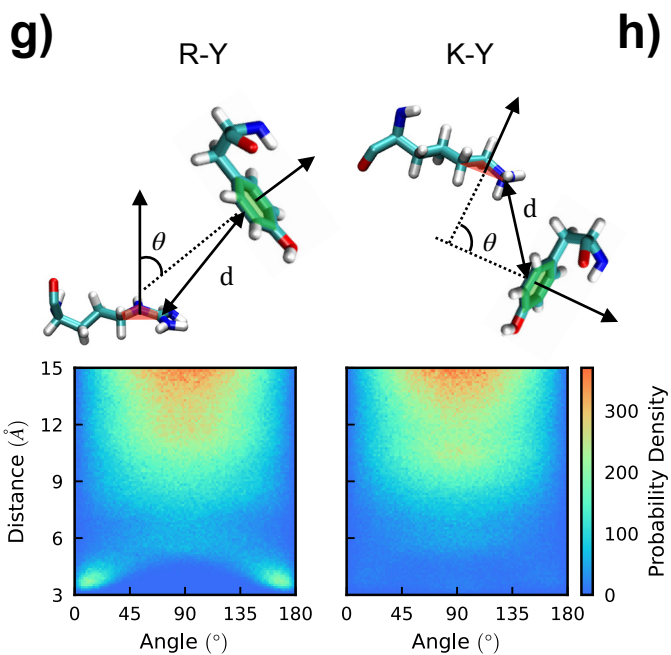 g)
h)
R-Y
K-Y
θ
d
d
θ
15
12
9
6
3
Distance (Å)
0
45
90
135
180
Angle (°)
0
45
90
135
180
Angle (°)
300
200
100
0
Probability Density